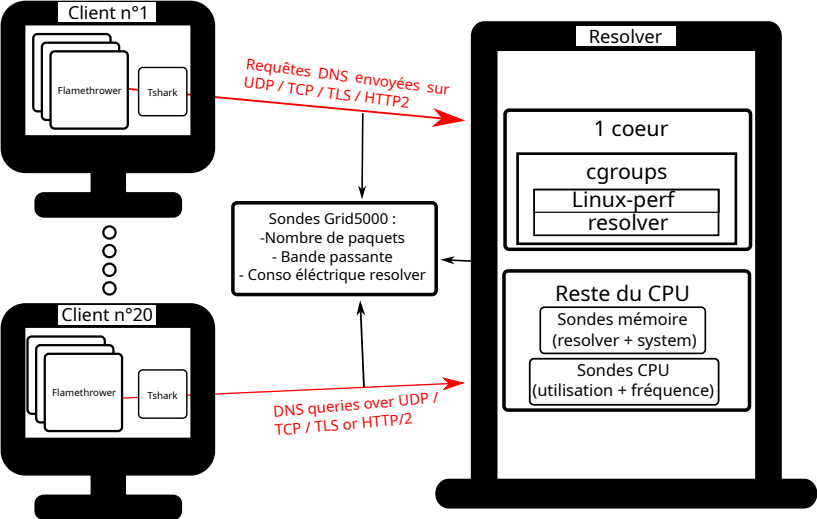 Client n°1
Flamethrower
Tshark
Requêtes DNS envoyées sur
UDP / TCP / TLS / HTTP2
Resolver
1 coeur
cgroups
Linux-perf
resolver
Sondes Grid5000 :
-Nombre de paquets
- Bande passante
- Conso éléctrique resolver
Reste du CPU
Sondes mémoire
(resolver + system)
Sondes CPU
(utilisation + fréquence)
Client n°20
Flamethrower
Tshark
DNS queries over UDP /
TCP / TLS or HTTP/2